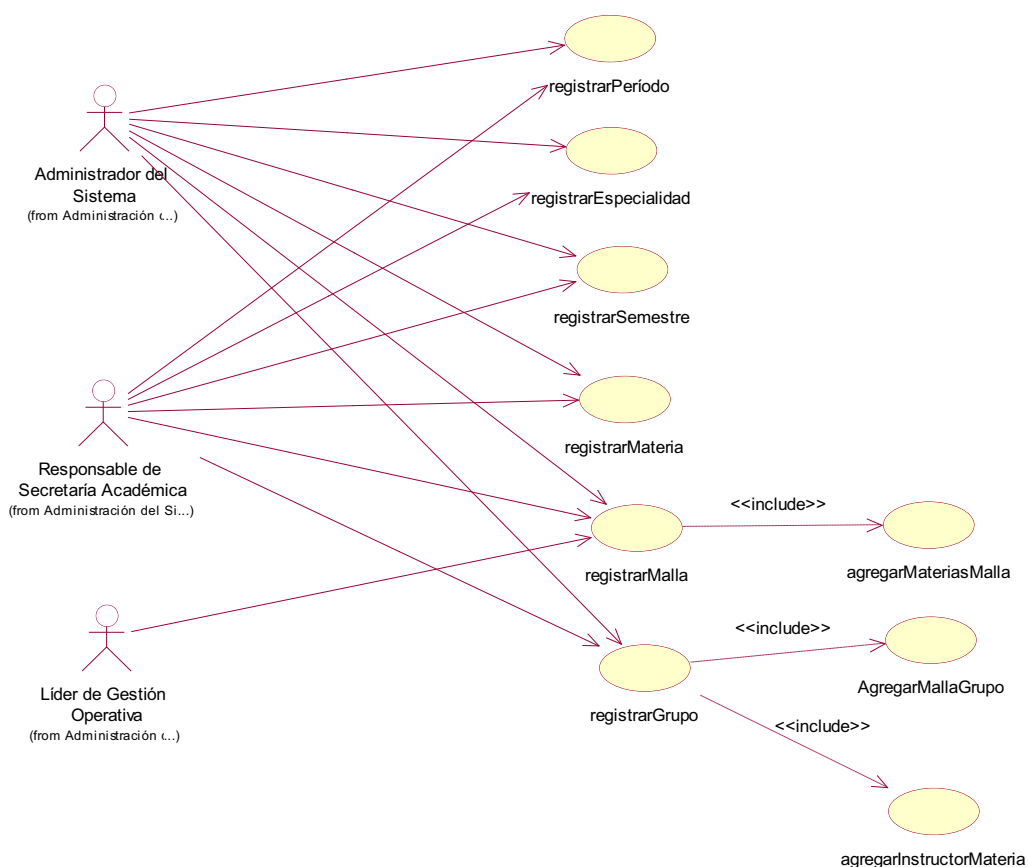 registrarPeríodo
Administrador del
Sistema
(from Administración c...)
registrarEspecialidad
registrarSemestre
registrarMateria
Responsable de
Secretaría Académica
(from Administración del Si...)
<<include>>
registrarMalla
agregarMateriasMalla
<<include>>
Líder de Gestión
Operativa
(from Administración c...)
AgregarMallaGrupo
registrarGrupo
<<include>>
agregarInstructorMateria